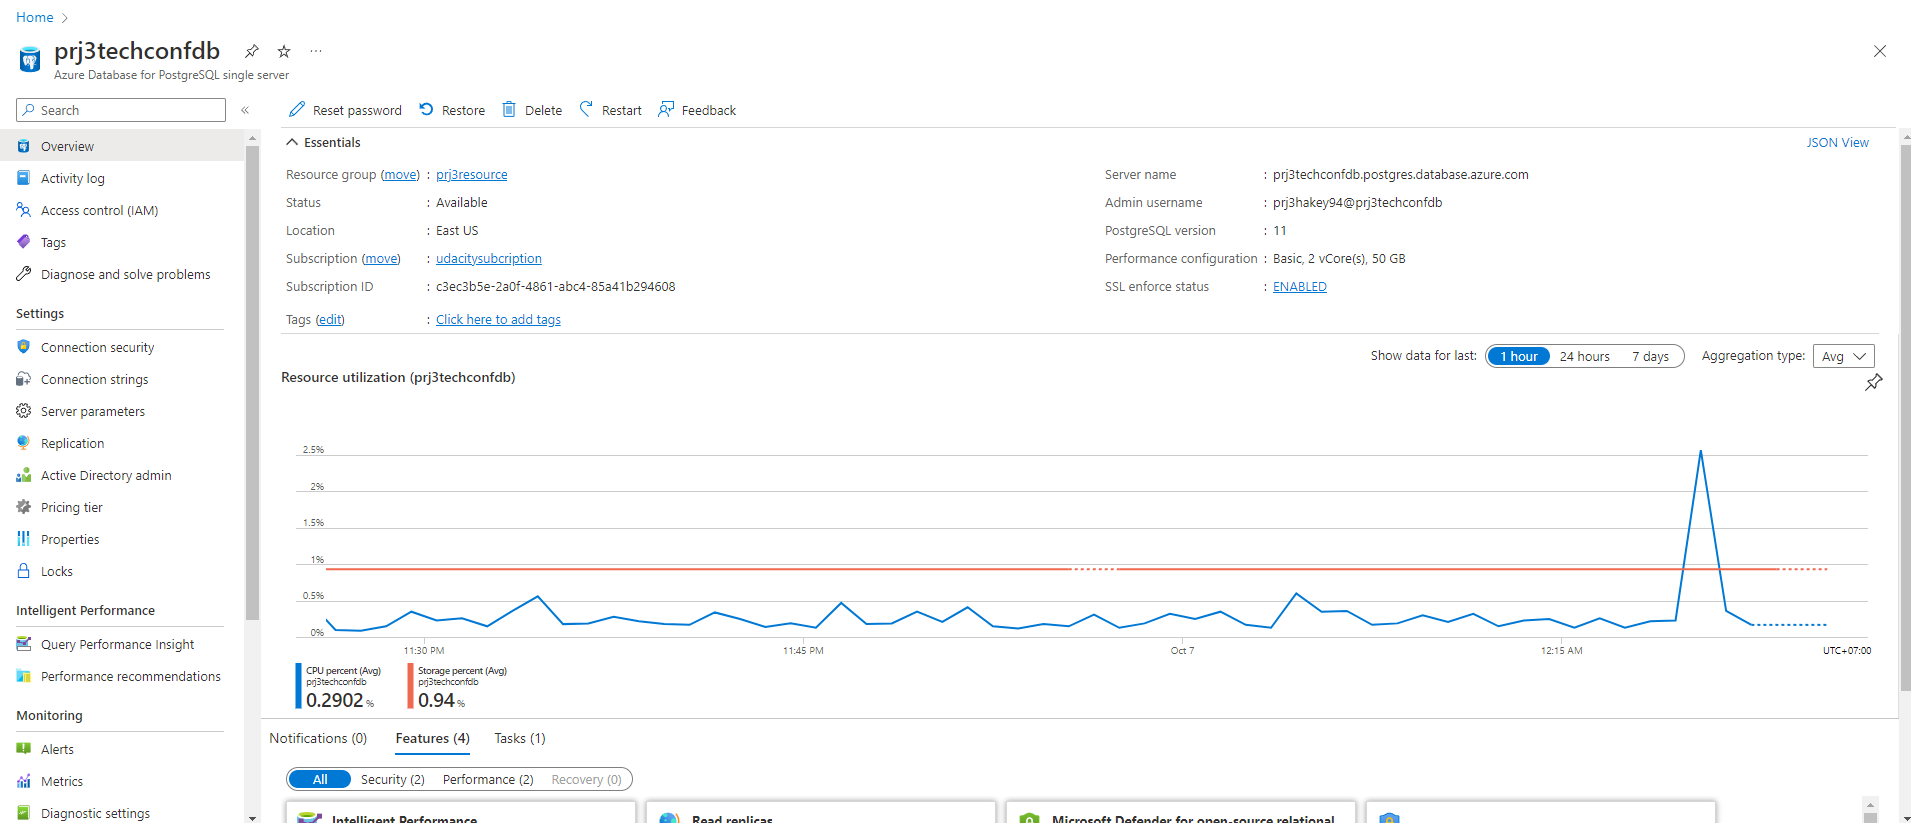 Home
prj3techconfdb
Azure Database for PostgreSQL single server
Search
Reset password Restore Delete Restart Feedback
Overview
Activity log
Access control (IAM)
Tags
Diagnose and solve problems
Settings
Connection security
Connection strings
Server parameters
Replication
Active Directory admin
Pricing tier
Properties
Locks
Intelligent Performance
Query Performance Insight
Performance recommendations
Monitoring
Alerts
Metrics
Diagnostic settings
Essentials
JSON View
Resource group (move) : prj3resource
Status : Available
Location : East US
Subscription (move) : udacitysubcription
Subscription ID : c3ec3b5e-2a0f-4861-abc4-85a41b294608
Tags (edit) : Click here to add tags
Server name : prj3techconfdb.postgres.database.azure.com
Admin username : prj3hakey94@prj3techconfdb
PostgreSQL version : 11
Performance configuration : Basic, 2 vCore(s), 50 GB
SSL enforce status : ENABLED
Show data for last: 1 hour 24 hours 7 days Aggregation type: Avg
Resource utilization (prj3techconfdb)
2.5%
2%
1.5%
1%
0.5%
0%
11:30 PM 11:45 PM Oct 7 12:15 AM UTC+07:00
CPU percent (Avg)
prj3techconfdb
0.2902 %
Storage percent (Avg)
prj3techconfdb
0.94 %
Notifications (0) Features (4) Tasks (1)
All Security (2) Performance (2) Recovery (0)
Intelligent Performance
Read replicas
Microsoft Defender for open-source relational